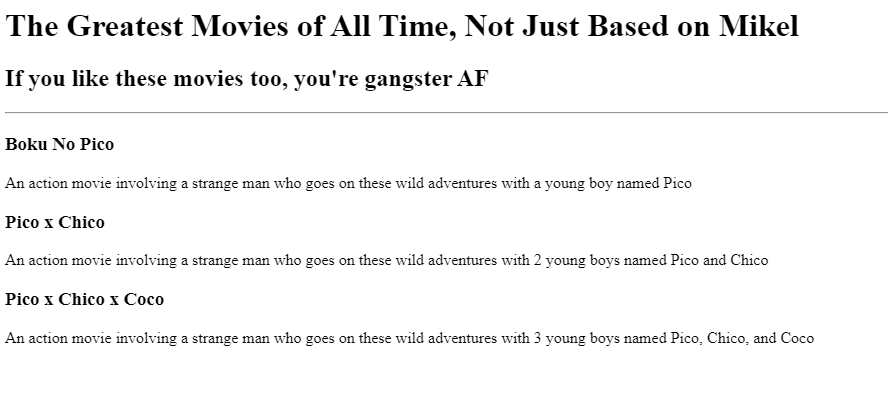 The Greatest Movies of All Time, Not Just Based on Mikel
If you like these movies too, you're gangster AF
Boku No Pico
An action movie involving a strange man who goes on these wild adventures with a young boy named Pico
Pico x Chico
An action movie involving a strange man who goes on these wild adventures with 2 young boys named Pico and Chico
Pico x Chico x Coco
An action movie involving a strange man who goes on these wild adventures with 3 young boys named Pico, Chico, and Coco